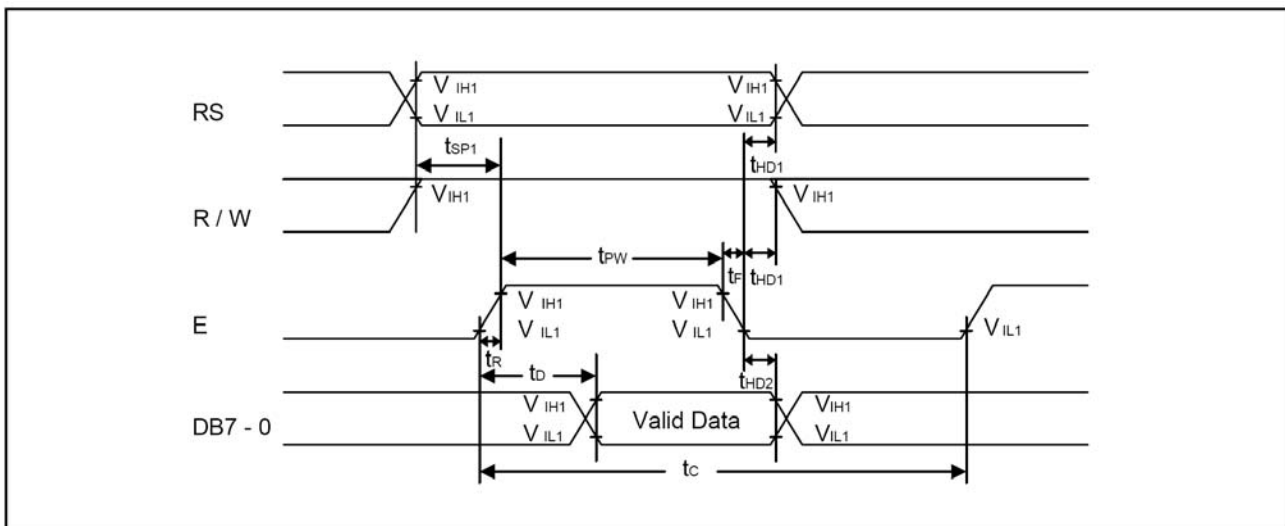 RS
V IH1
V IL1
VIH1
VIL1
tSP1
tHD1
R / W
VIH1
V IH1
tPW
tF
tHD1
E
V IH1
V IL1
VIH1
V IL1
V IL1
tR
tD
tHD2
DB7 - 0
V IH1
V IL1
Valid Data
VIH1
VIL1
tC